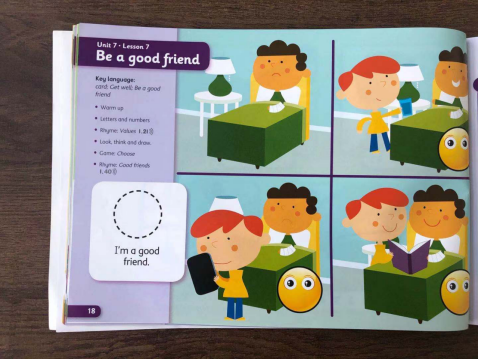 Unit 7 • Lesson 7
Be a good friend
Key language:
card; Get well; Be a good
friend
• Warm up
• Letters and numbers
• Rhyme: Values 1.21
• Look, think and draw.
• Game: Choose
• Rhyme: Good friends
1.40
I'm a good
friend.
18